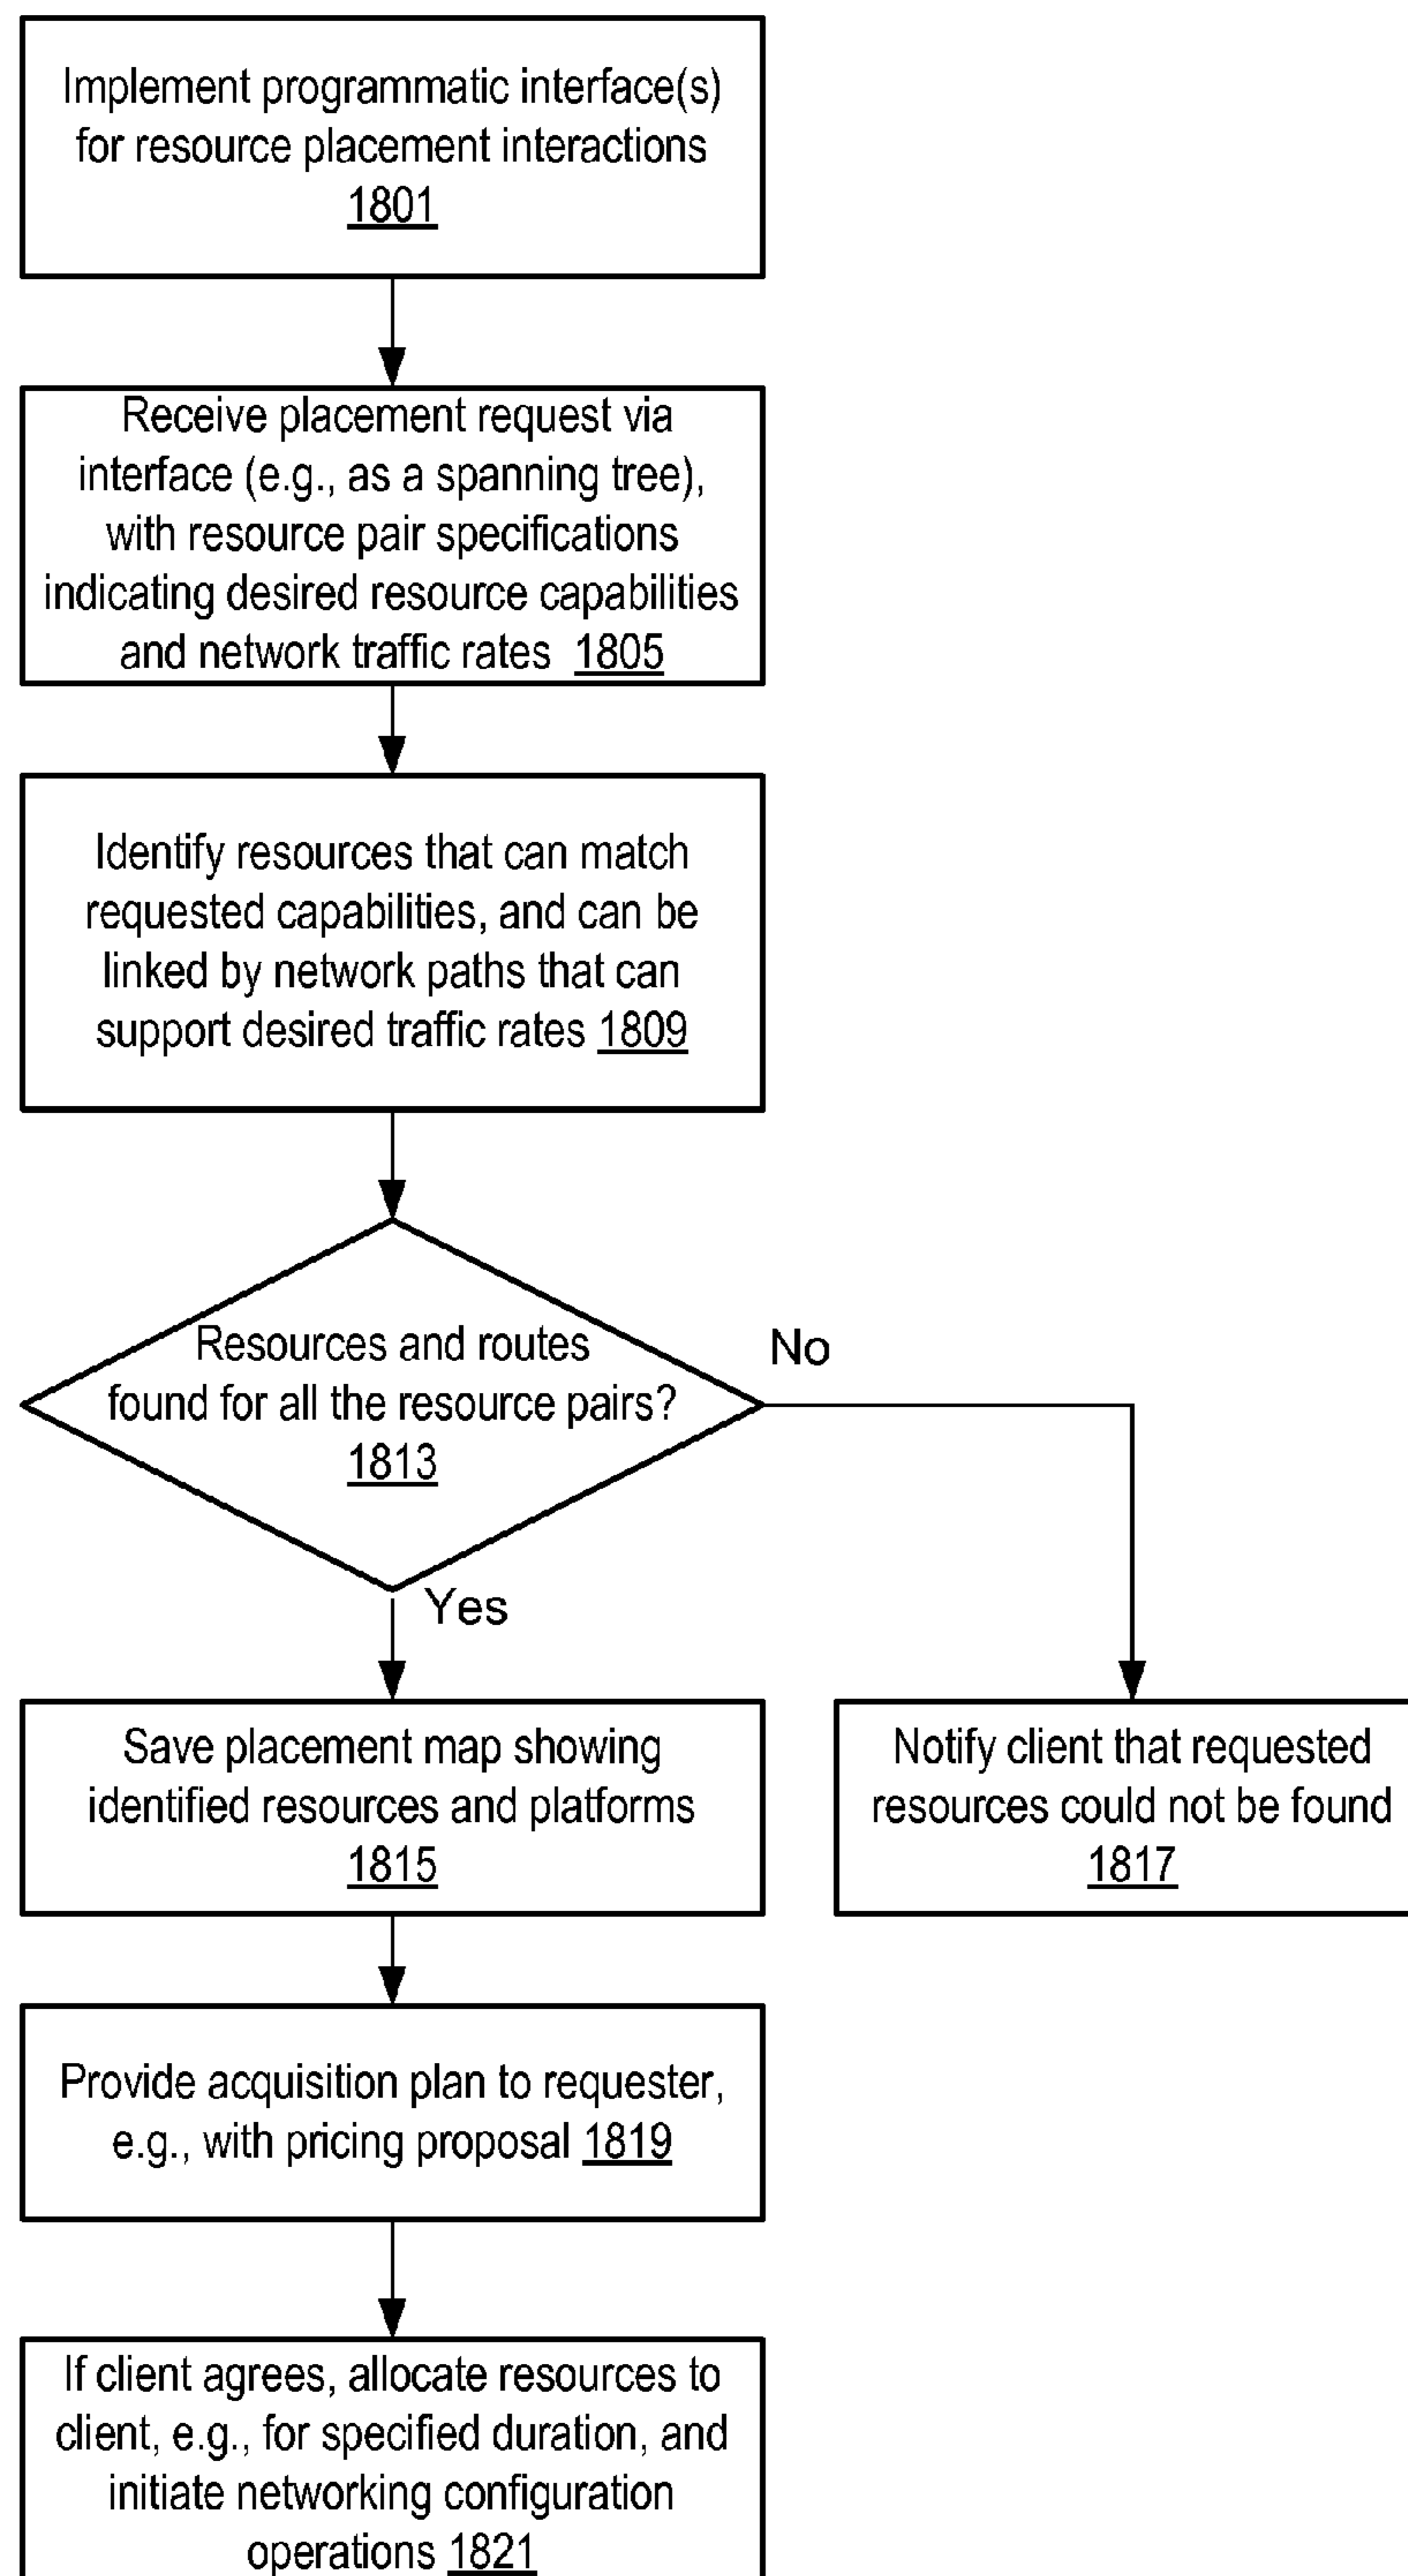 Implement programmatic interface(s)
for resource placement interactions
1801
Receive placement request via
interface (e.g., as a spanning tree),
with resource pair specifications
indicating desired resource capabilities
and network traffic rates 1805
Identify resources that can match
requested capabilities, and can be
linked by network paths that can
support desired traffic rates 1809
Resources and routes
found for all the resource pairs?
1813
No
Yes
Save placement map showing
identified resources and platforms
1815
Notify client that requested
resources could not be found
1817
Provide acquisition plan to requester,
e.g., with pricing proposal 1819
If client agrees, allocate resources to
client, e.g., for specified duration, and
initiate networking configuration
operations 1821